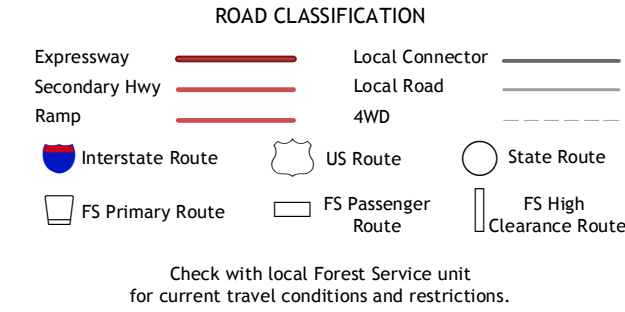 ROAD CLASSIFICATION
Expressway
Local Connector
Secondary Hwy
Local Road
Ramp
4WD
Interstate Route
US Route
State Route
FS Primary Route
FS Passenger
Route
FS High
Clearance Route
Check with local Forest Service unit
for current travel conditions and restrictions.